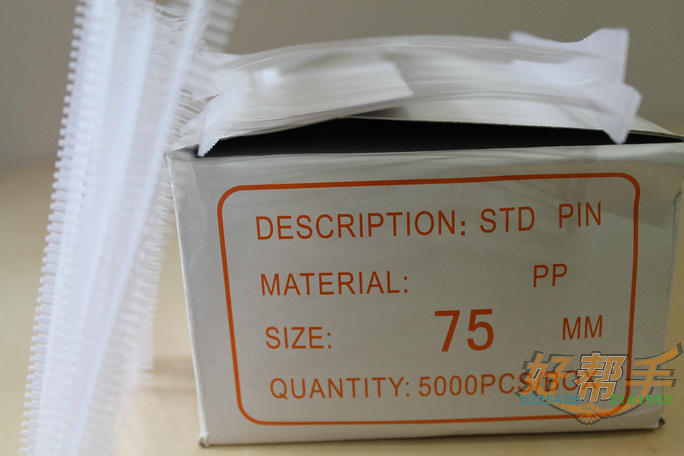 DESCRIPTION: STD PIN
MATERIAL: PP
SIZE: 75 MM
QUANTITY: 5000PCS/BOX
好帮手